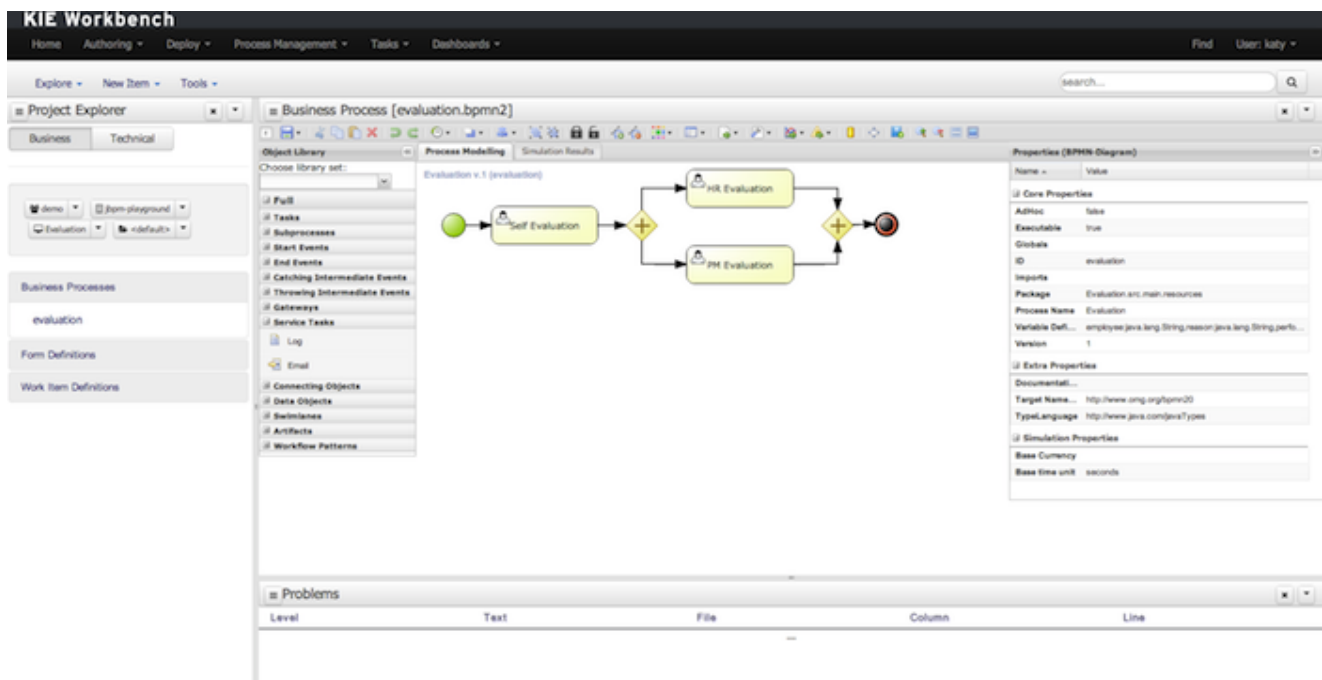 KIE Workbench
Home Authoring Deploy Process Management Tasks Dashboards Find User: katy
Explore New Item Tools search...
Project Explorer
Business Technical
demo jbpm-playground
Evaluation <default>
Business Processes
evaluation
Form Definitions
Work Item Definitions
Business Process [evaluation.bpmn2]
Object Library
Choose library set:
Full
Tasks
Subprocesses
Start Events
End Events
Catching Intermediate Events
Throwing Intermediate Events
Gateways
Service Tasks
Log
Email
Connecting Objects
Data Objects
Swimlanes
Artifacts
Workflow Patterns
Process Modelling Simulation Results
Evaluation v.1 (evaluation)
Self Evaluation
HR Evaluation
PM Evaluation
Properties (BPMN-Diagram)
Name Value
Core Properties
AdHoc false
Executable true
Globals
ID evaluation
Imports
Package Evaluation.src.main.resources
Process Name Evaluation
Variable Defi... employee:java.lang.String,reason:java.lang.String,perfo...
Version 1
Extra Properties
Documentati...
Target Name... http://www.omg.org/bpmn20
TypeLanguage http://www.java.com/javaTypes
Simulation Properties
Base Currency
Base time unit seconds
Problems
Level Text File Column Line